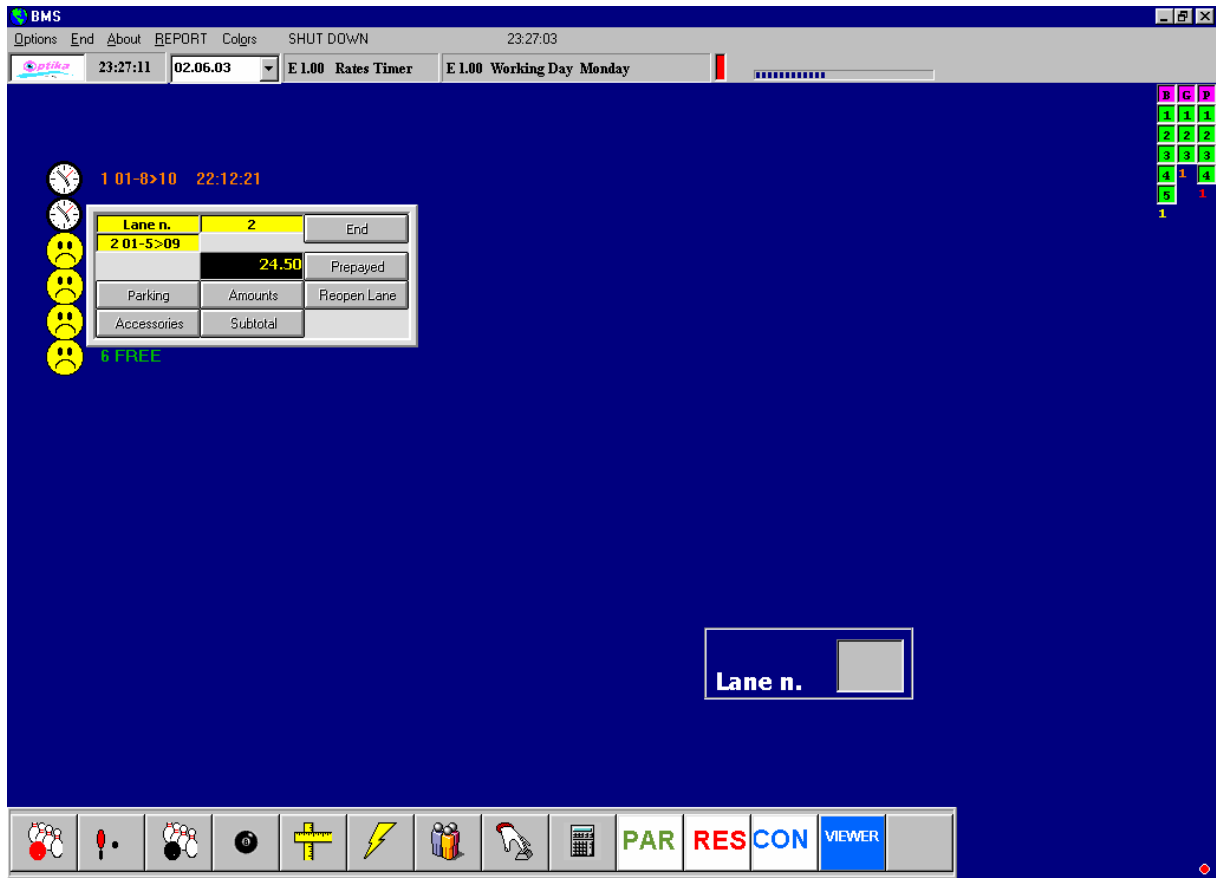 BMS
Options End About REPORT Colors SHUT DOWN 23:27:03
Optika 23:27:11 02.06.03 E 1.00 Rates Timer E 1.00 Working Day Monday
B G P
1 1 1
2 2 2
3 3 3
4 1 4
5 1
1
1 01-8>10 22:12:21
Lane n. 2 End
2 01-5>09
24.50 Prepayed
Parking Amounts Reopen Lane
Accessories Subtotal
6 FREE
Lane n.
PAR RES CON VIEWER